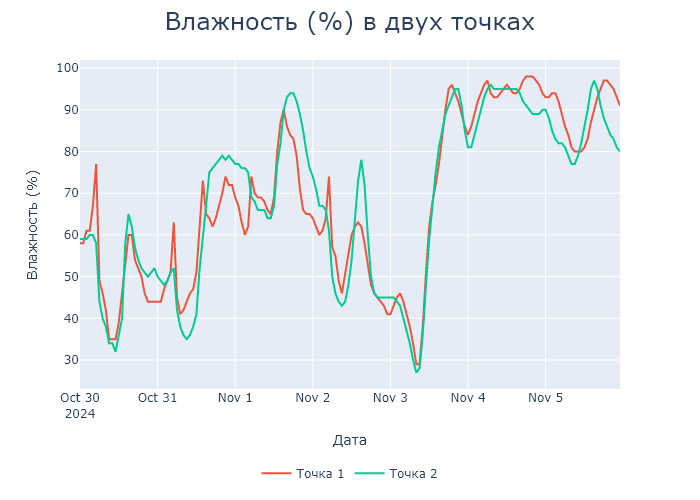 Влажность (%) в двух точках
Влажность (%)
100
90
80
70
60
50
40
30
Oct 30
2024
Oct 31
Nov 1
Nov 2
Nov 3
Nov 4
Nov 5
Дата
Точка 1
Точка 2